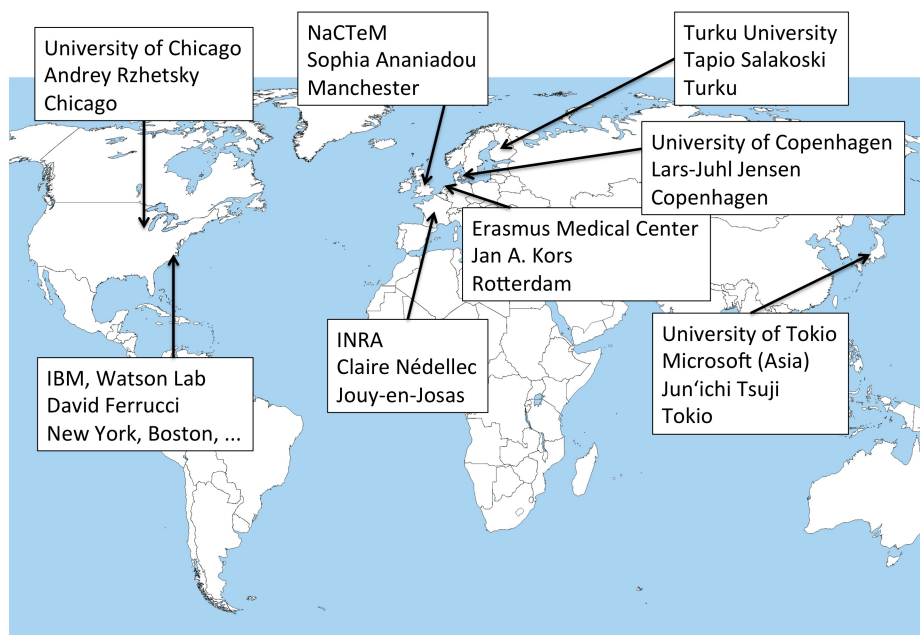 University of Chicago
Andrey Rzhetsky
Chicago
NaCTeM
Sophia Ananiadou
Manchester
Turku University
Tapio Salakoski
Turku
University of Copenhagen
Lars-Juhl Jensen
Copenhagen
Erasmus Medical Center
Jan A. Kors
Rotterdam
INRA
Claire Nédellec
Jouy-en-Josas
University of Tokio
Microsoft (Asia)
Jun‘ichi Tsuji
Tokio
IBM, Watson Lab
David Ferrucci
New York, Boston, ...